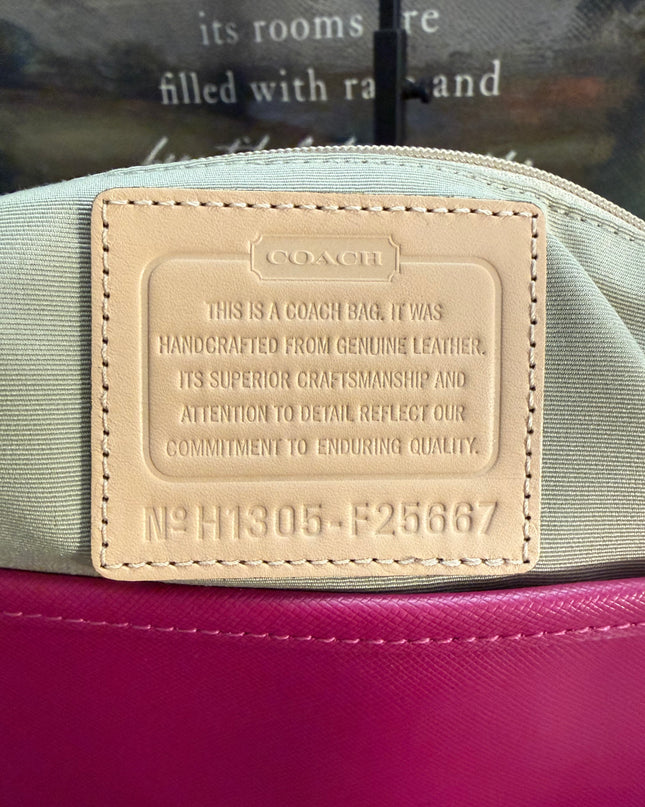 its rooms are
filled with rare and
COACH
THIS IS A COACH BAG. IT WAS
HANDCRAFTED FROM GENUINE LEATHER.
ITS SUPERIOR CRAFTSMANSHIP AND
ATTENTION TO DETAIL REFLECT OUR
COMMITMENT TO ENDURING QUALITY.
Nº H1305-F25667